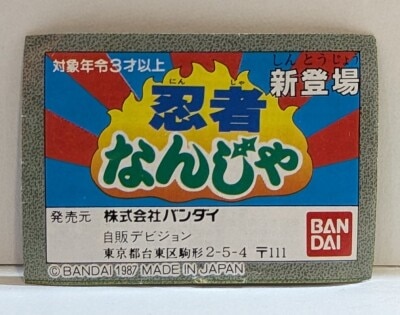 対象年令3才以上
しんとうじょう
新登場
にんじゃ
忍者
なんじゃ
発売元 株式会社バンダイ
自販デビジョン
東京都台東区駒形2-5-4 〒111
BAN
DAI
©BANDAI 1987 MADE IN JAPAN